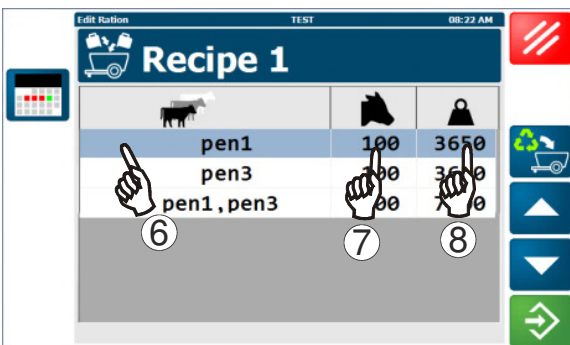 Edit Ration TEST 08:22 AM
Recipe 1
pen1 100 3650
pen3
pen1,pen3
6 7 8